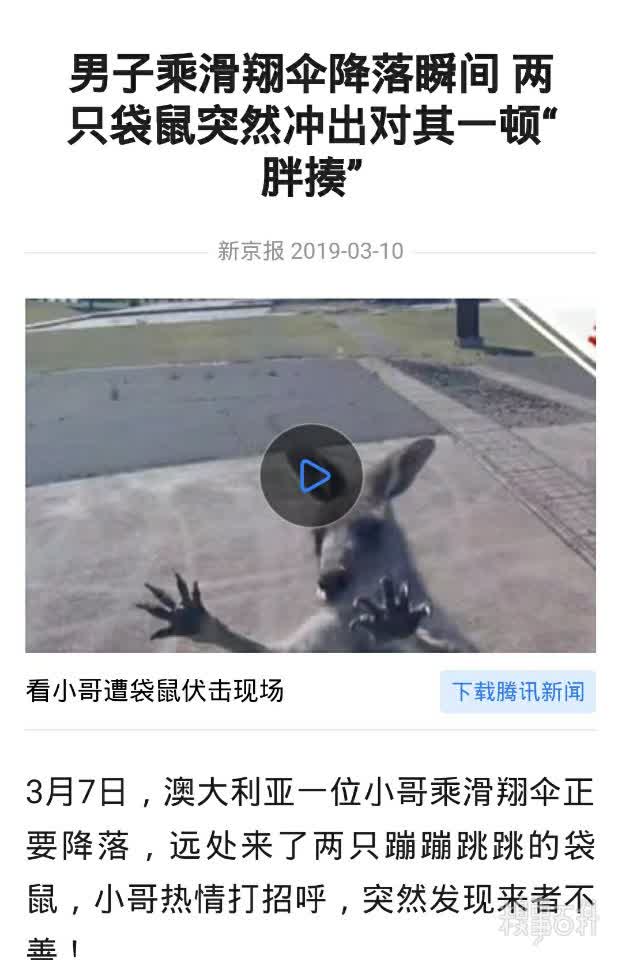 男子乘滑翔伞降落瞬间 两
只袋鼠突然冲出对其一顿“
胖揍”
新京报 2019-03-10
看小哥遭袋鼠伏击现场
下载腾讯新闻
3月7日，澳大利亚一位小哥乘滑翔伞正
要降落，远处来了两只蹦蹦跳跳的袋
鼠，小哥热情打招呼，突然发现来者不
善！